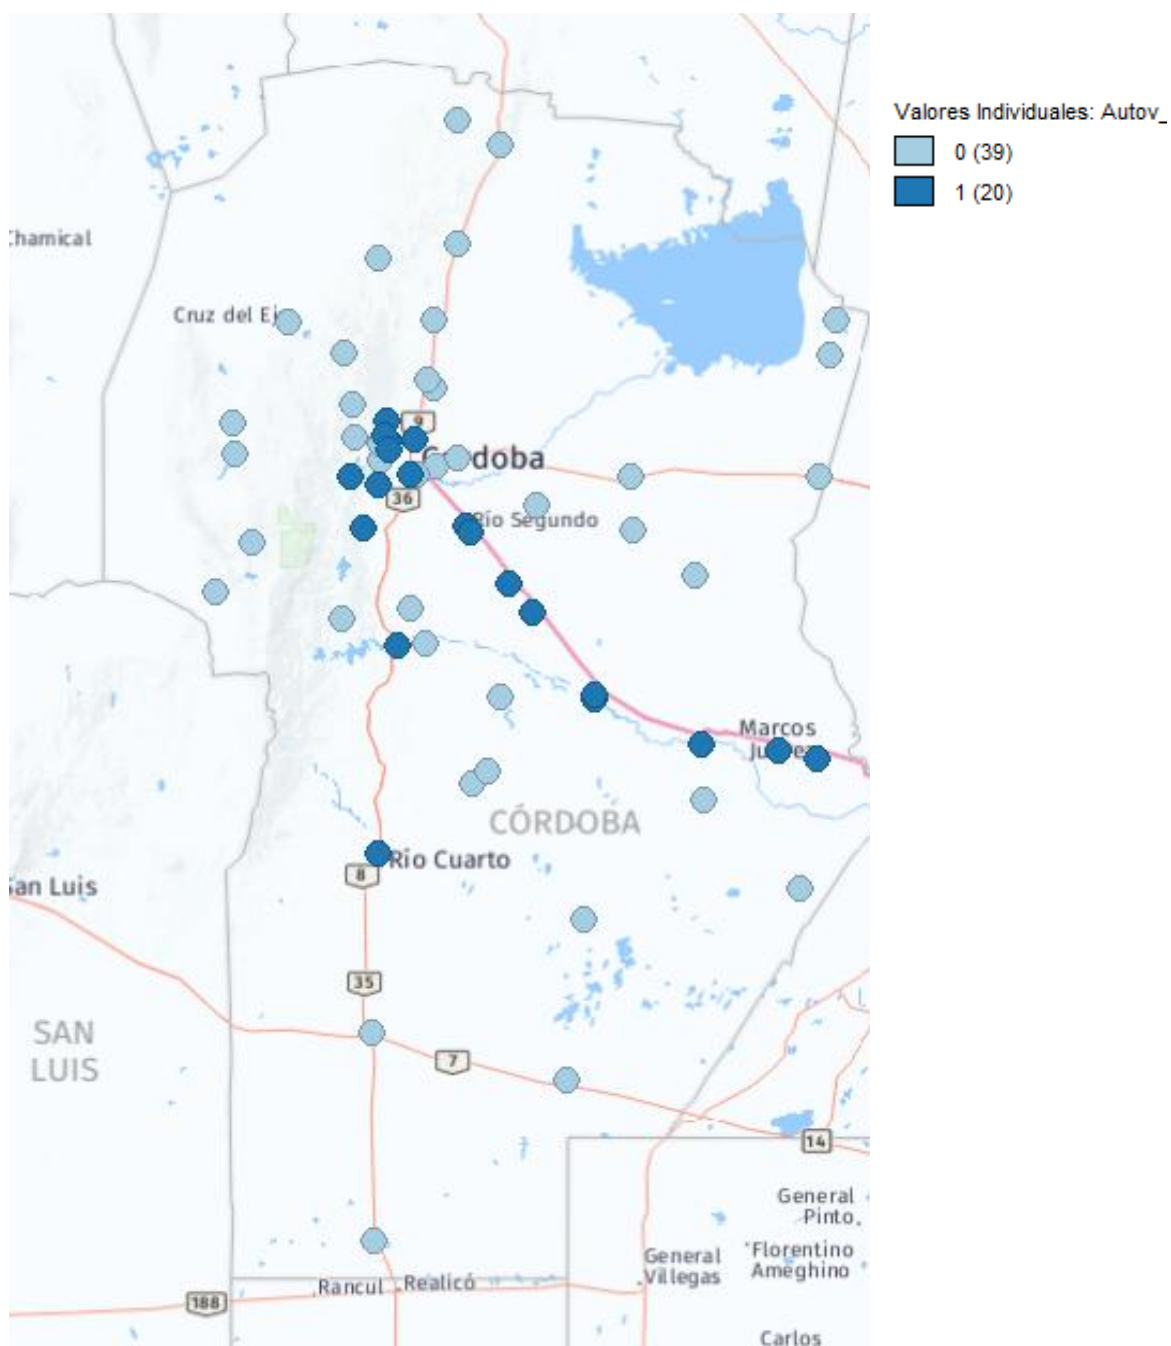 Valores Individuales: Autov_
0 (39)
1 (20)
Chamical
Cruz del Ej
9
Córdoba
36
Río Segundo
Marcos
Juárez
CÓRDOBA
Río Cuarto
8
San Luis
35
SAN
LUIS
7
14
General
Pinto
General
Villegas
Florentino
Ameghino
Rancul
Realicó
188
Carlos